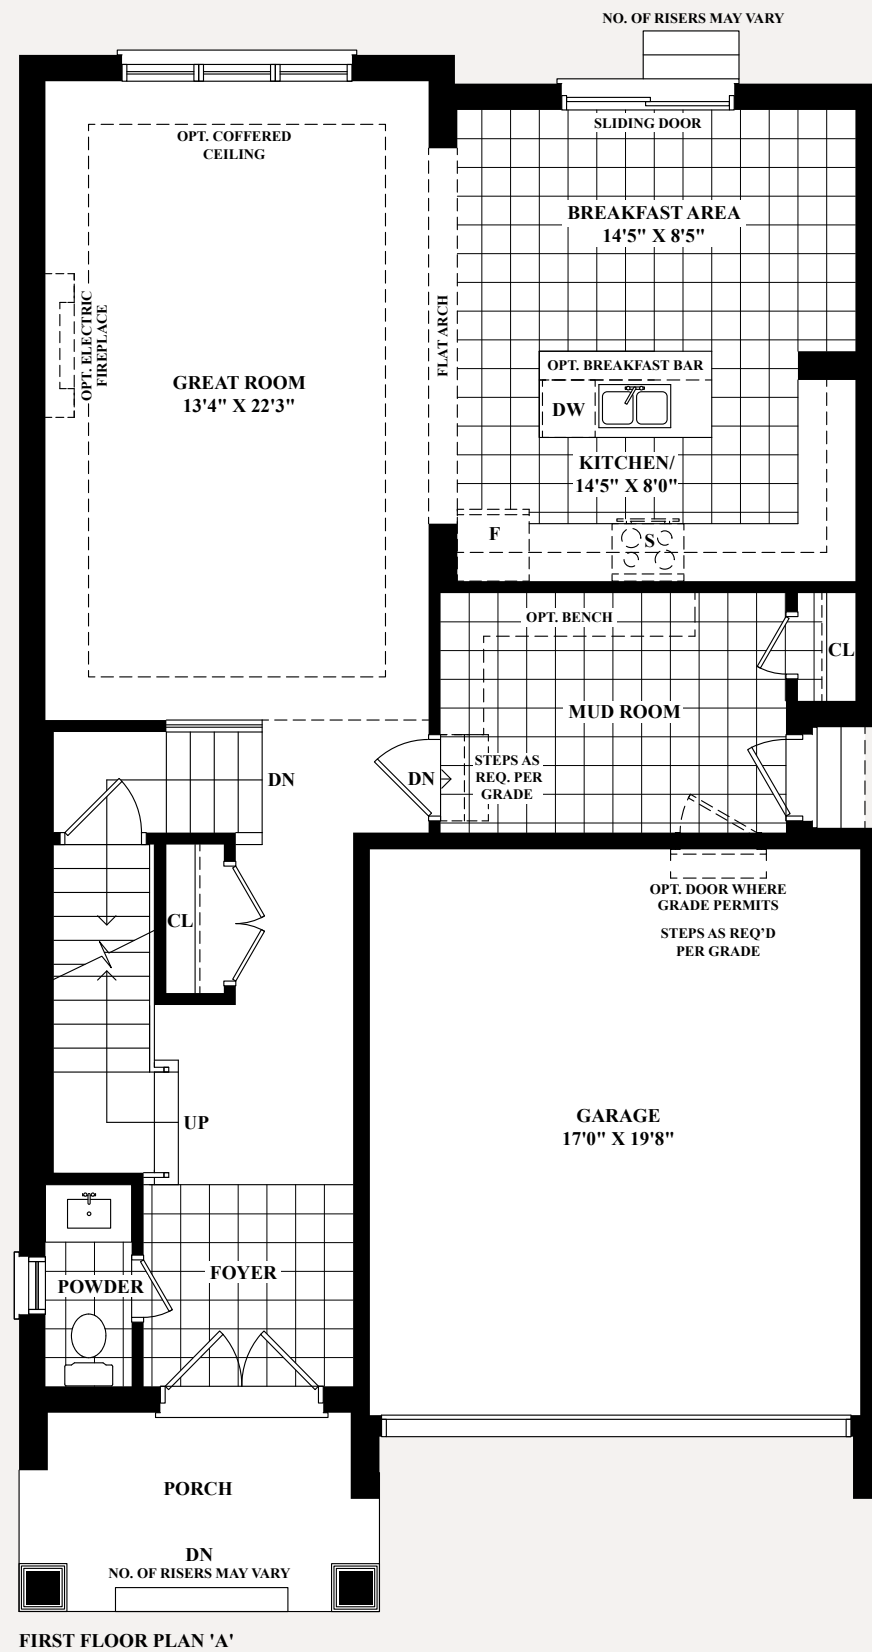 NO. OF RISERS MAY VARY
SLIDING DOOR
OPT. COFFERED
CEILING
BREAKFAST AREA
14'5" X 8'5"
OPT. ELECTRIC
FIREPLACE
FLAT ARCH
GREAT ROOM
13'4" X 22'3"
OPT. BREAKFAST BAR
DW
KITCHEN/
14'5" X 8'0"
F
S
OPT. BENCH
CL
MUD ROOM
DN
DN
STEPS AS
REQ. PER
GRADE
OPT. DOOR WHERE
GRADE PERMITS
STEPS AS REQ'D
PER GRADE
CL
UP
GARAGE
17'0" X 19'8"
POWDER
FOYER
PORCH
DN
NO. OF RISERS MAY VARY
FIRST FLOOR PLAN 'A'